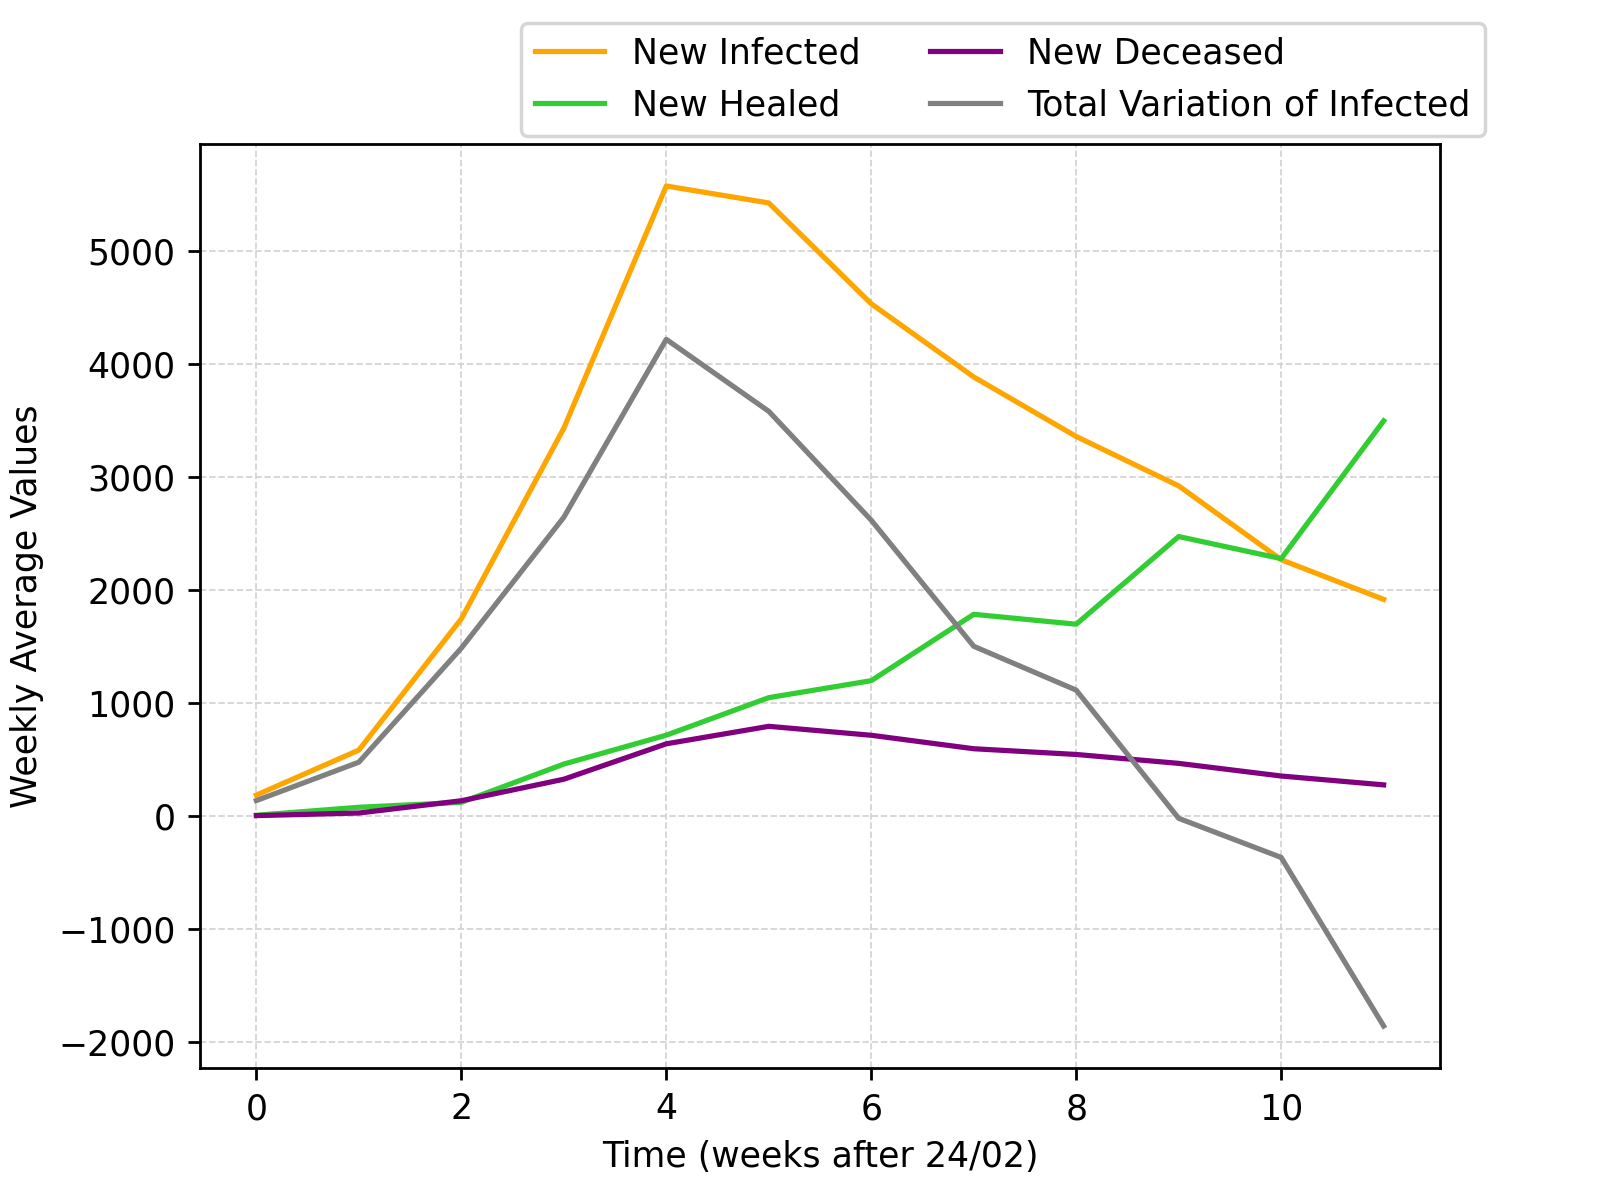 New Infected
New Healed
New Deceased
Total Variation of Infected
Weekly Average Values
5000
4000
3000
2000
1000
0
−1000
−2000
0 2 4 6 8 10
Time (weeks after 24/02)